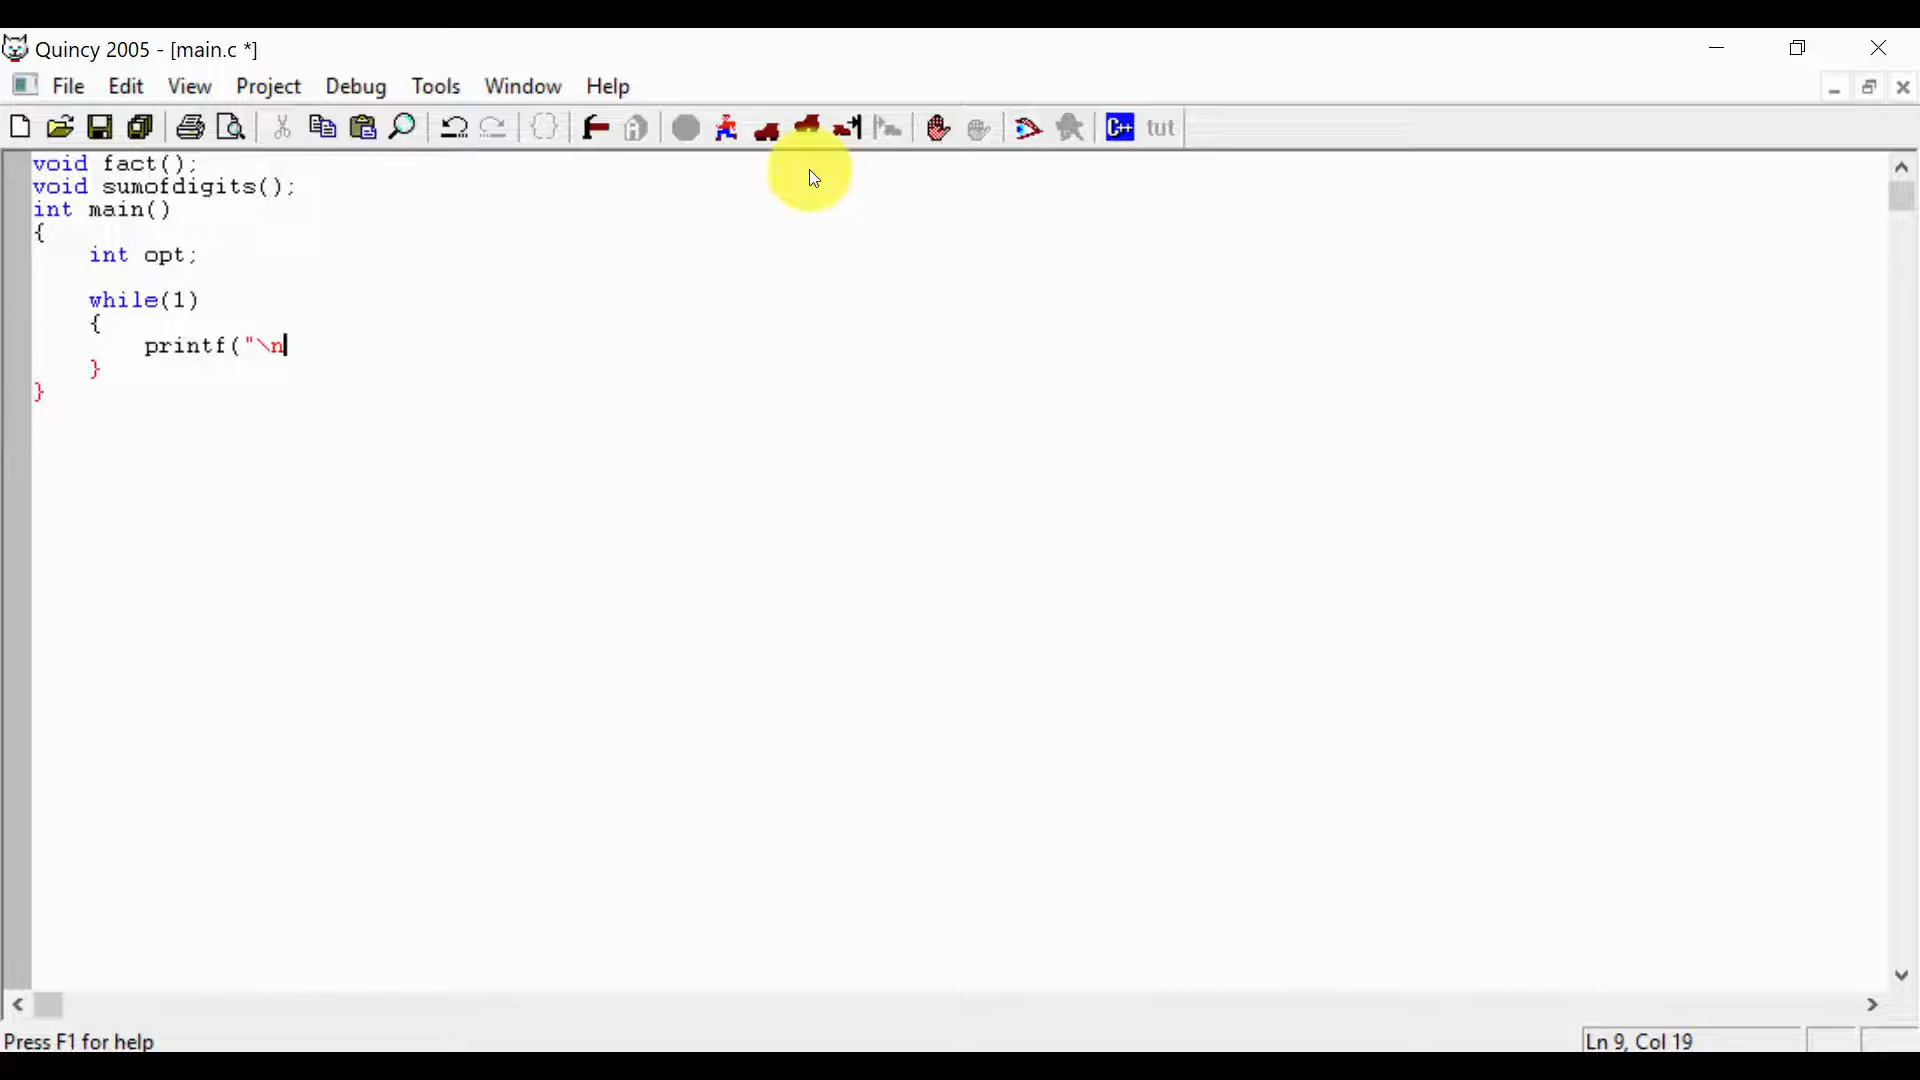 Quincy 2005 - [main.c *]
File Edit View Project Debug Tools Window Help
C++ tut
void fact();
void sumofdigits();
int main()
{
int opt;
while(1)
{
printf("\n
}
}
Press F1 for help
Ln 9, Col 19